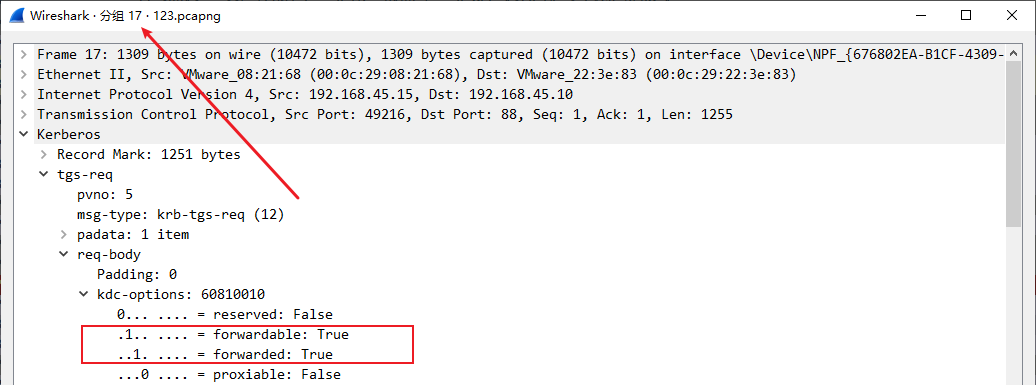 Wireshark · 分组 17 · 123.pcapng
Frame 17: 1309 bytes on wire (10472 bits), 1309 bytes captured (10472 bits) on interface \Device\NPF_{676802EA-B1CF-4309-
Ethernet II, Src: VMware_08:21:68 (00:0c:29:08:21:68), Dst: VMware_22:3e:83 (00:0c:29:22:3e:83)
Internet Protocol Version 4, Src: 192.168.45.15, Dst: 192.168.45.10
Transmission Control Protocol, Src Port: 49216, Dst Port: 88, Seq: 1, Ack: 1, Len: 1255
Kerberos
Record Mark: 1251 bytes
tgs-req
pvno: 5
msg-type: krb-tgs-req (12)
padata: 1 item
req-body
Padding: 0
kdc-options: 60810010
0... .... = reserved: False
.1.. .... = forwardable: True
..1. .... = forwarded: True
...0 .... = proxiable: False